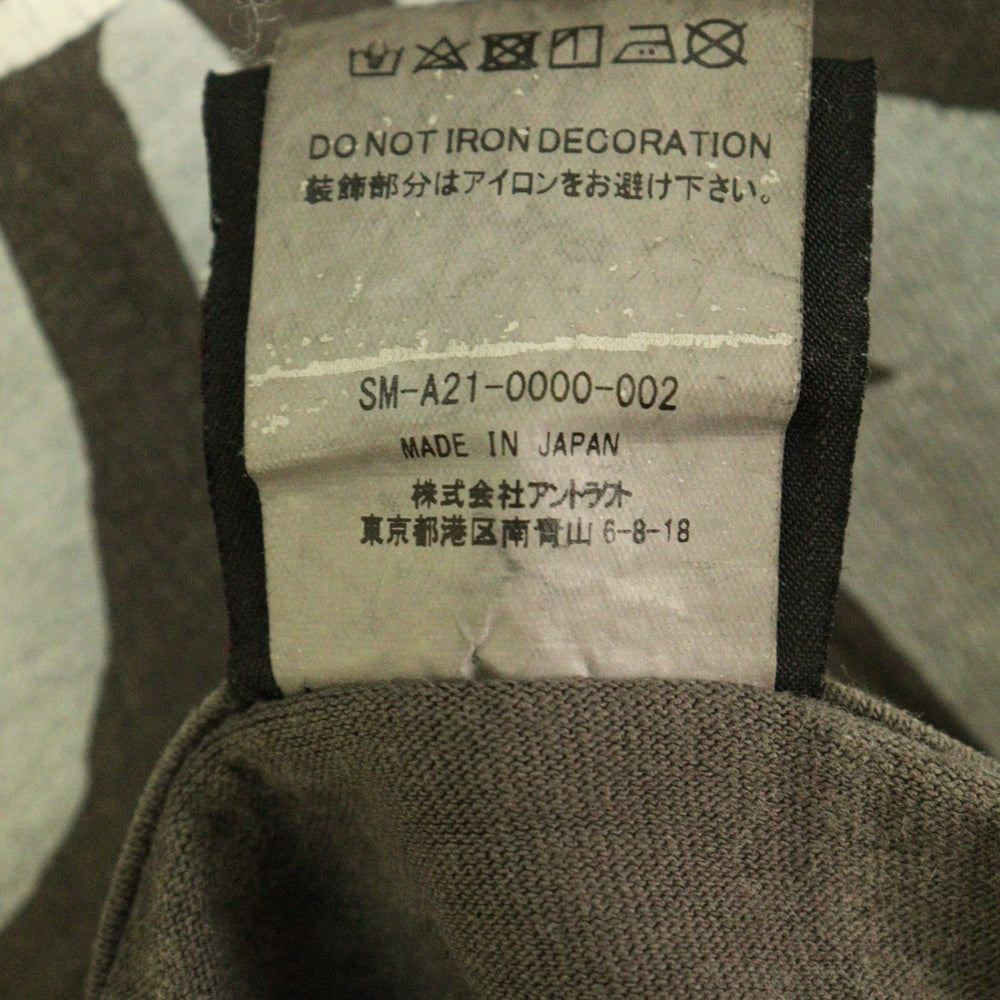 DO NOT IRON DECORATION
装飾部分はアイロンをお避け下さい。
SM-A21-0000-002
MADE IN JAPAN
株式会社アントラクト
東京都港区南青山 6-8-18